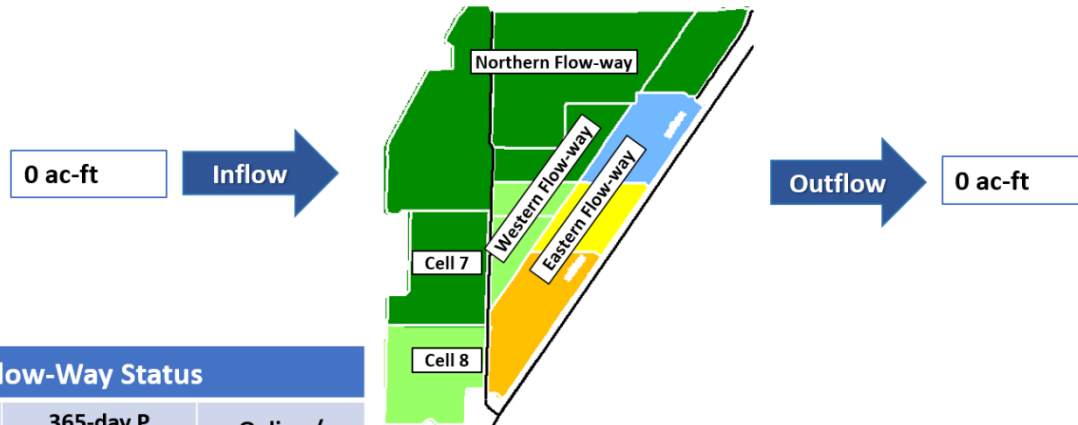 Northern Flow-way
0 ac-ft
Inflow
Western Flow-way
Eastern Flow-way
Outflow
0 ac-ft
Cell 7
Cell 8
low-Way Status
365-day P